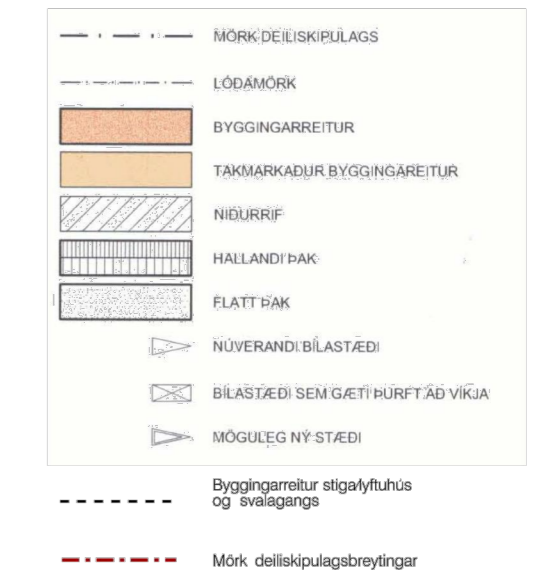 MÖRK DEILISKIPULAGS
LÓÐAMÖRK
BYGGINGARREITUR
TAKMARKAÐUR BYGGINGAREITUR
NIÐURRIF
HALLANDI ÞAK
FLATT ÞAK
NÚVERANDI BÍLASTÆÐI
BÍLASTÆÐI SEM GÆTI ÞURFT AÐ VÍKJA
MÖGULEG NÝ STÆÐI
Byggingarreitur stiga/lyftuhús
og svalagangs
Mörk deiliskipulagsbreytingar